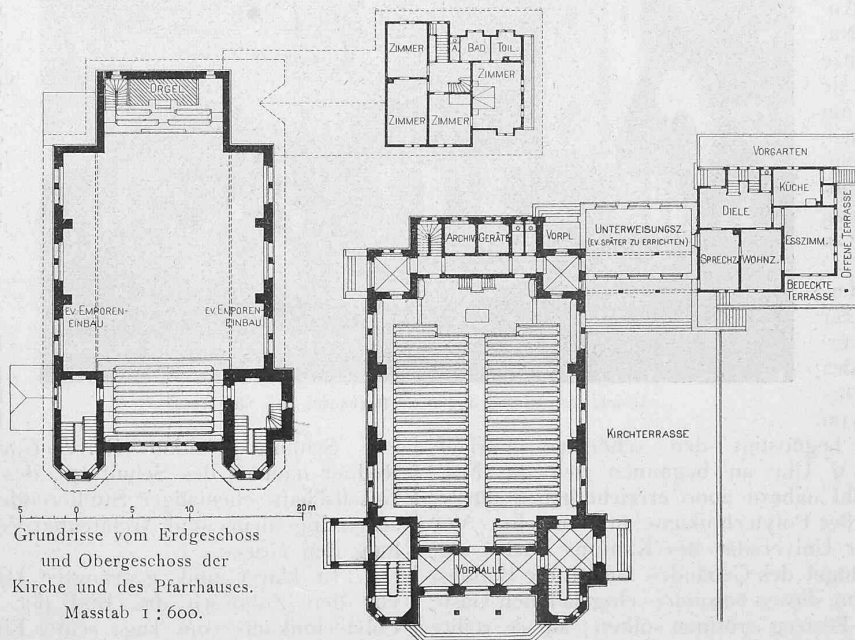 ORGEL
EV. EMPOREN-
EINBAU
EV. EMPOREN-
EINBAU
ZIMMER
A.
BAD
TOIL.
ZIMMER
ZIMMER
ZIMMER
ARCHIV
GERÄTE
VORPL.
UNTERWEISUNGSZ.
(EV. SPÄTER ZU ERRICHTEN)
VORGARTEN
KÜCHE
DIELE
ESSZIMM.
SPRECHZ.
WOHNZ.
OFFENE TERRASSE
BEDECKTE
TERRASSE
KIRCHTERRASSE
VORHALLE
5 0 5 10 20 m
Grundrisse vom Erdgeschoss
und Obergeschoss der
Kirche und des Pfarrhauses.
Masstab 1 : 600.